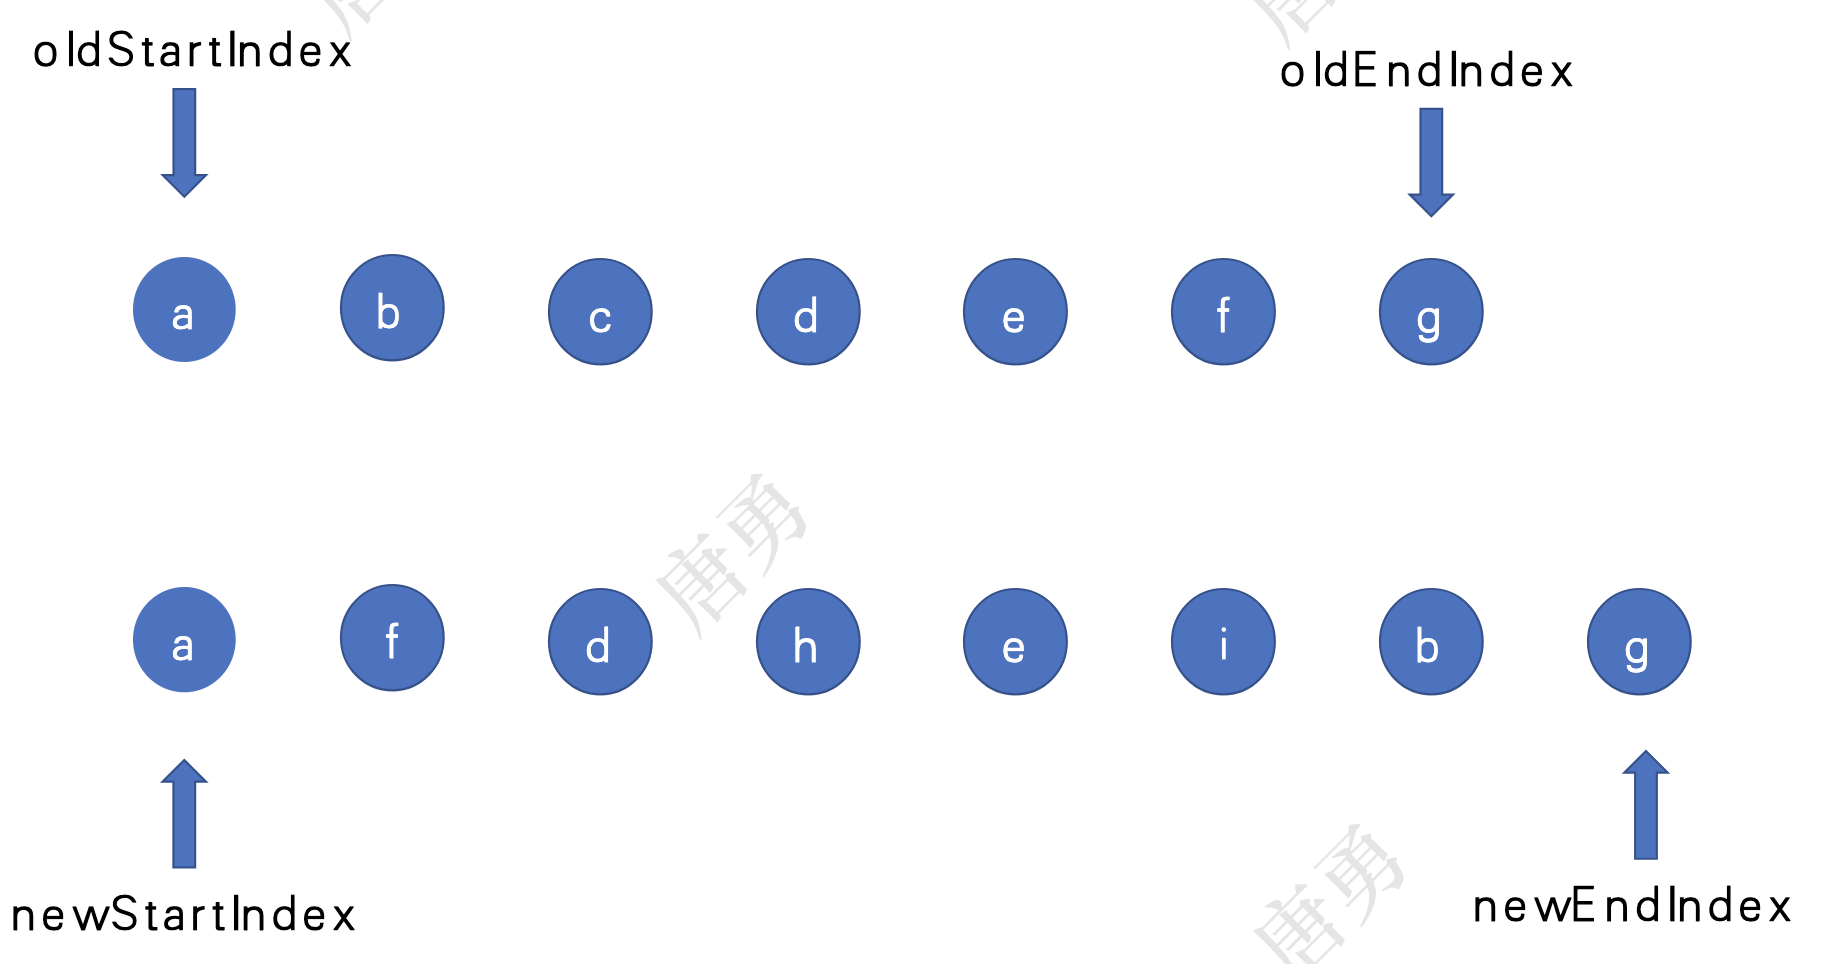 oldStartIndex
oldEndIndex
a b c d e f g
唐勇
a f d h e i b g
newStartIndex
newEndIndex
唐勇